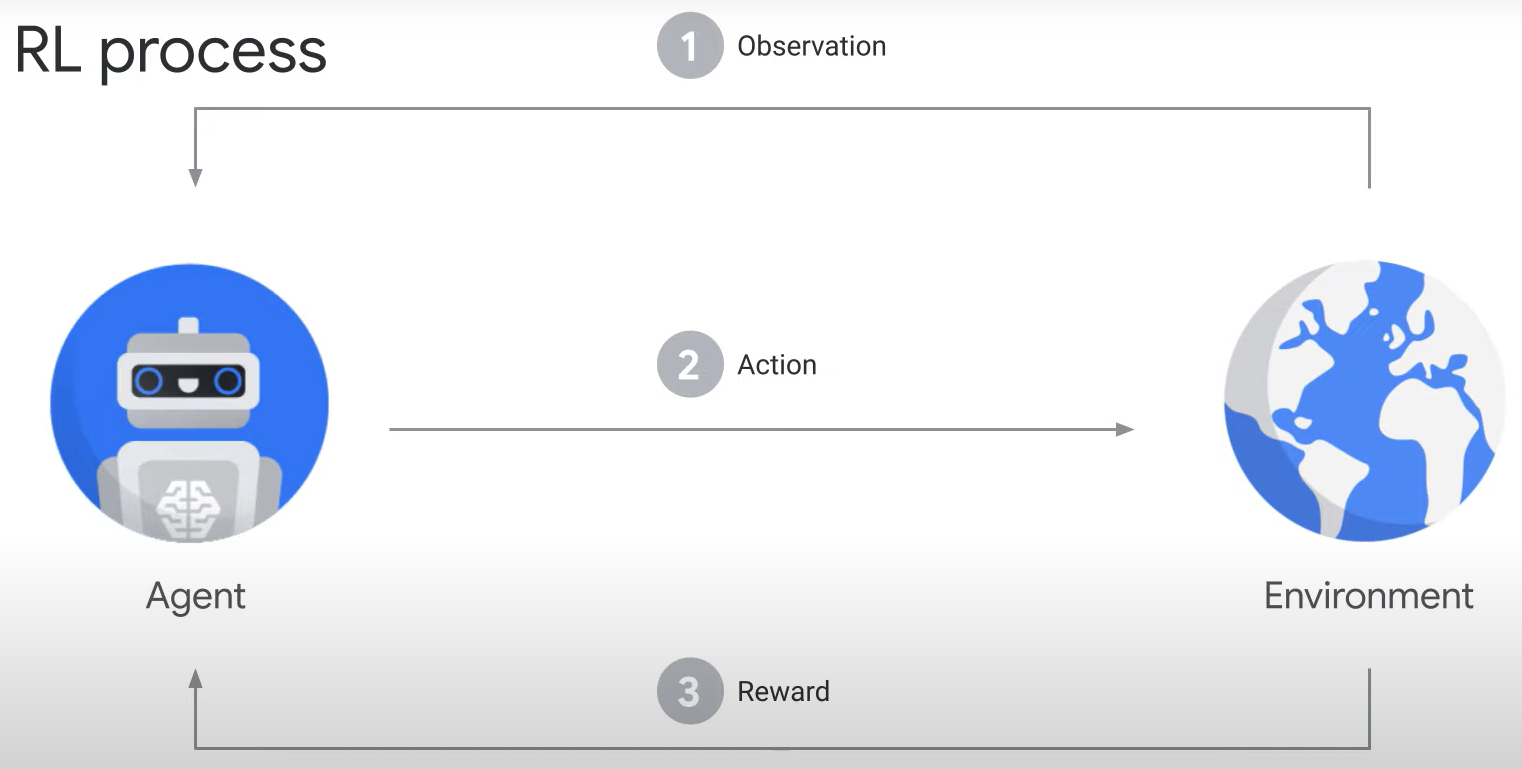 RL process
1 Observation
2 Action
Agent
Environment
3 Reward